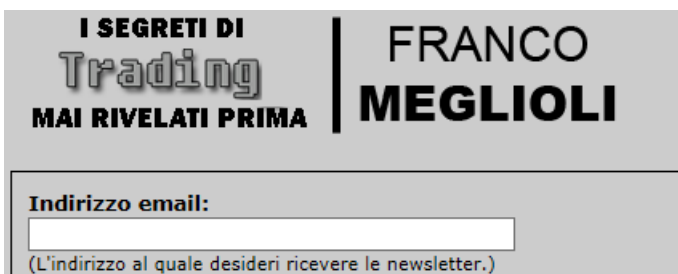 I SEGRETI DI
Trading
MAI RIVELATI PRIMA
FRANCO
MEGLIOLI
Indirizzo email:
(L'indirizzo al quale desideri ricevere le newsletter.)